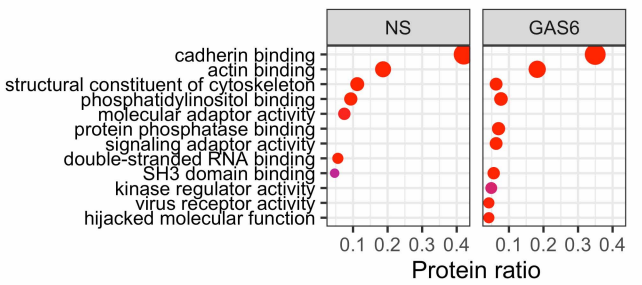 NS GAS6
cadherin binding
actin binding
structural constituent of cytoskeleton
phosphatidylinositol binding
molecular adaptor activity
protein phosphatase binding
signaling adaptor activity
double-stranded RNA binding
SH3 domain binding
kinase regulator activity
virus receptor activity
hijacked molecular function
0.1 0.2 0.3 0.4 0.1 0.2 0.3 0.4
Protein ratio